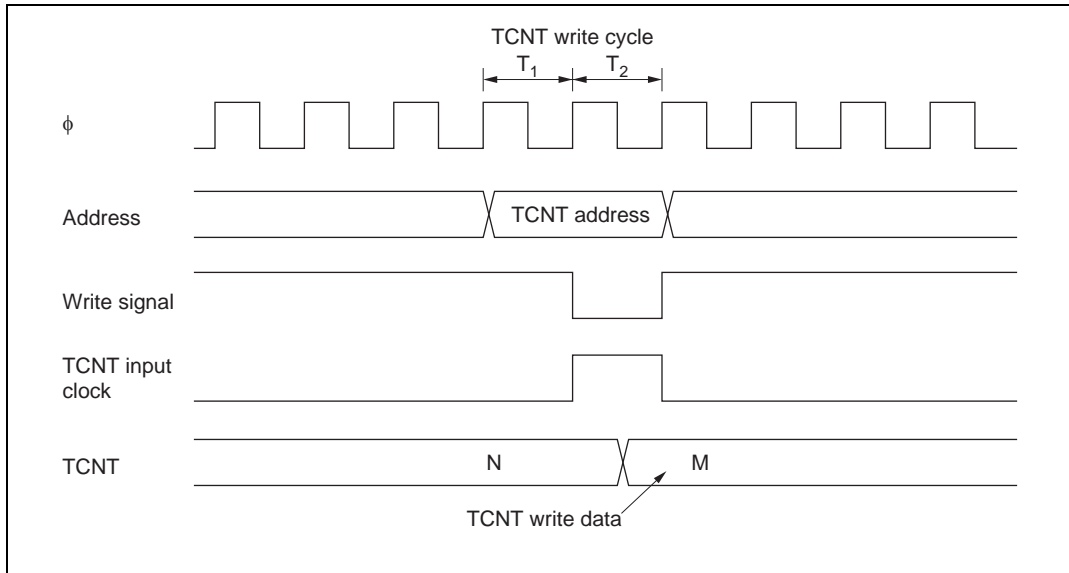 TCNT write cycle
T₁ T₂
ϕ
Address
TCNT address
Write signal
TCNT input
clock
TCNT
N
M
TCNT write data